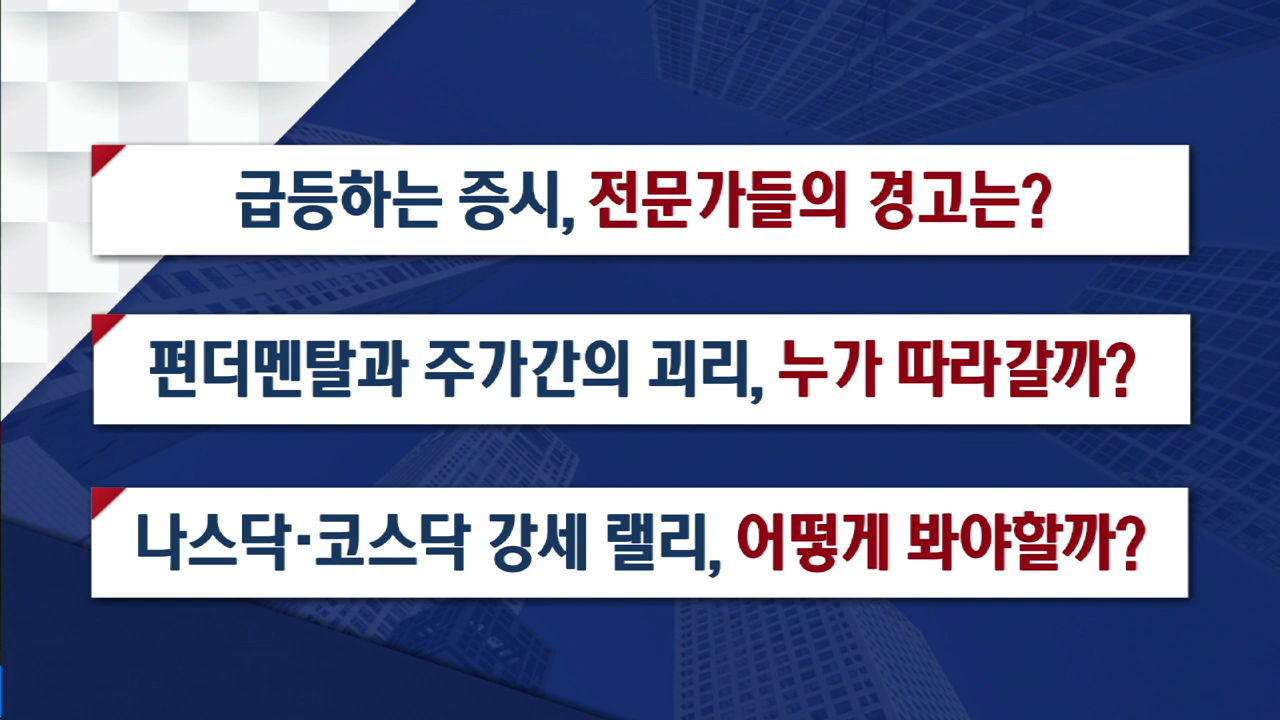 급등하는 증시, 전문가들의 경고는?
펀더멘탈과 주가간의 괴리, 누가 따라갈까?
나스닥·코스닥 강세 랠리, 어떻게 봐야할까?